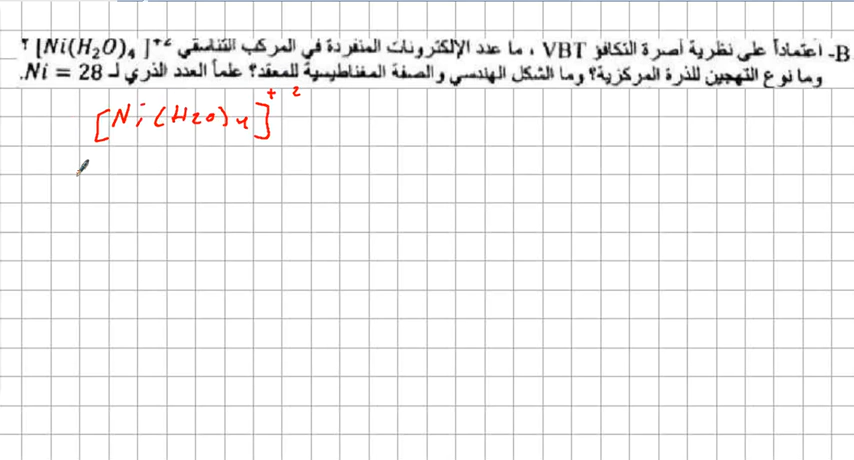 B- اعتماداً على نظرية أصرة التكافؤ VBT ، ما عدد الإلكترونات المنفردة في المركب التناسقي [Ni(H₂O)₄]⁺² ؟
وما نوع التهجين للذرة المركزية؟ وما الشكل الهندسي والصفة المغناطيسية للمعقد؟ علماً العدد الذري لـ Ni = 28.
[Ni(H2O)4]+2